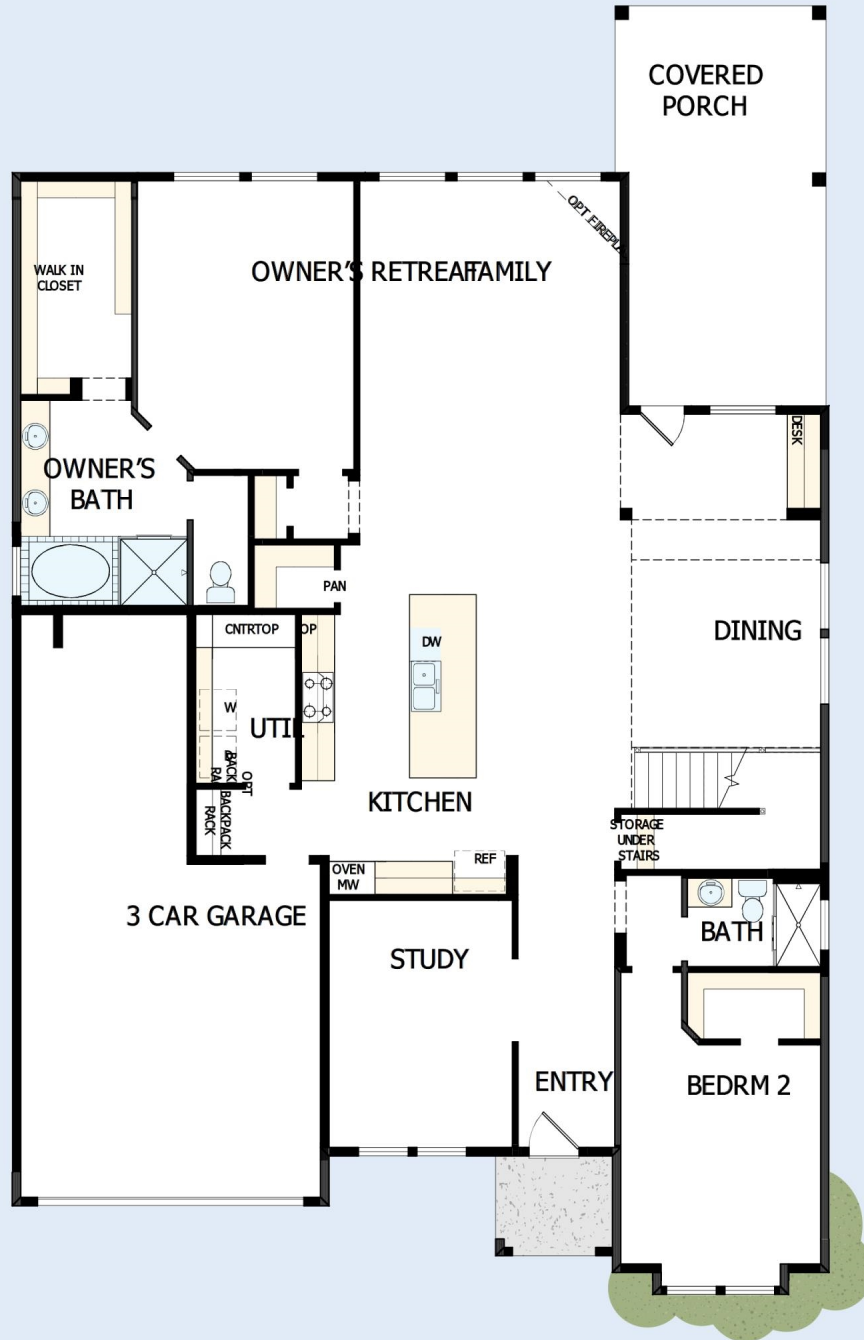 COVERED
PORCH
OPT FIREPL
WALK IN
CLOSET
OWNER'S RETREAT
FAMILY
DESK
OWNER'S
BATH
PAN
CNTRTOP
OP
DW
DINING
W
UTIL
OPT
BACKPACK
RACK
KITCHEN
STORAGE
UNDER
STAIRS
REF
OVEN
MW
3 CAR GARAGE
STUDY
BATH
ENTRY
BEDRM 2